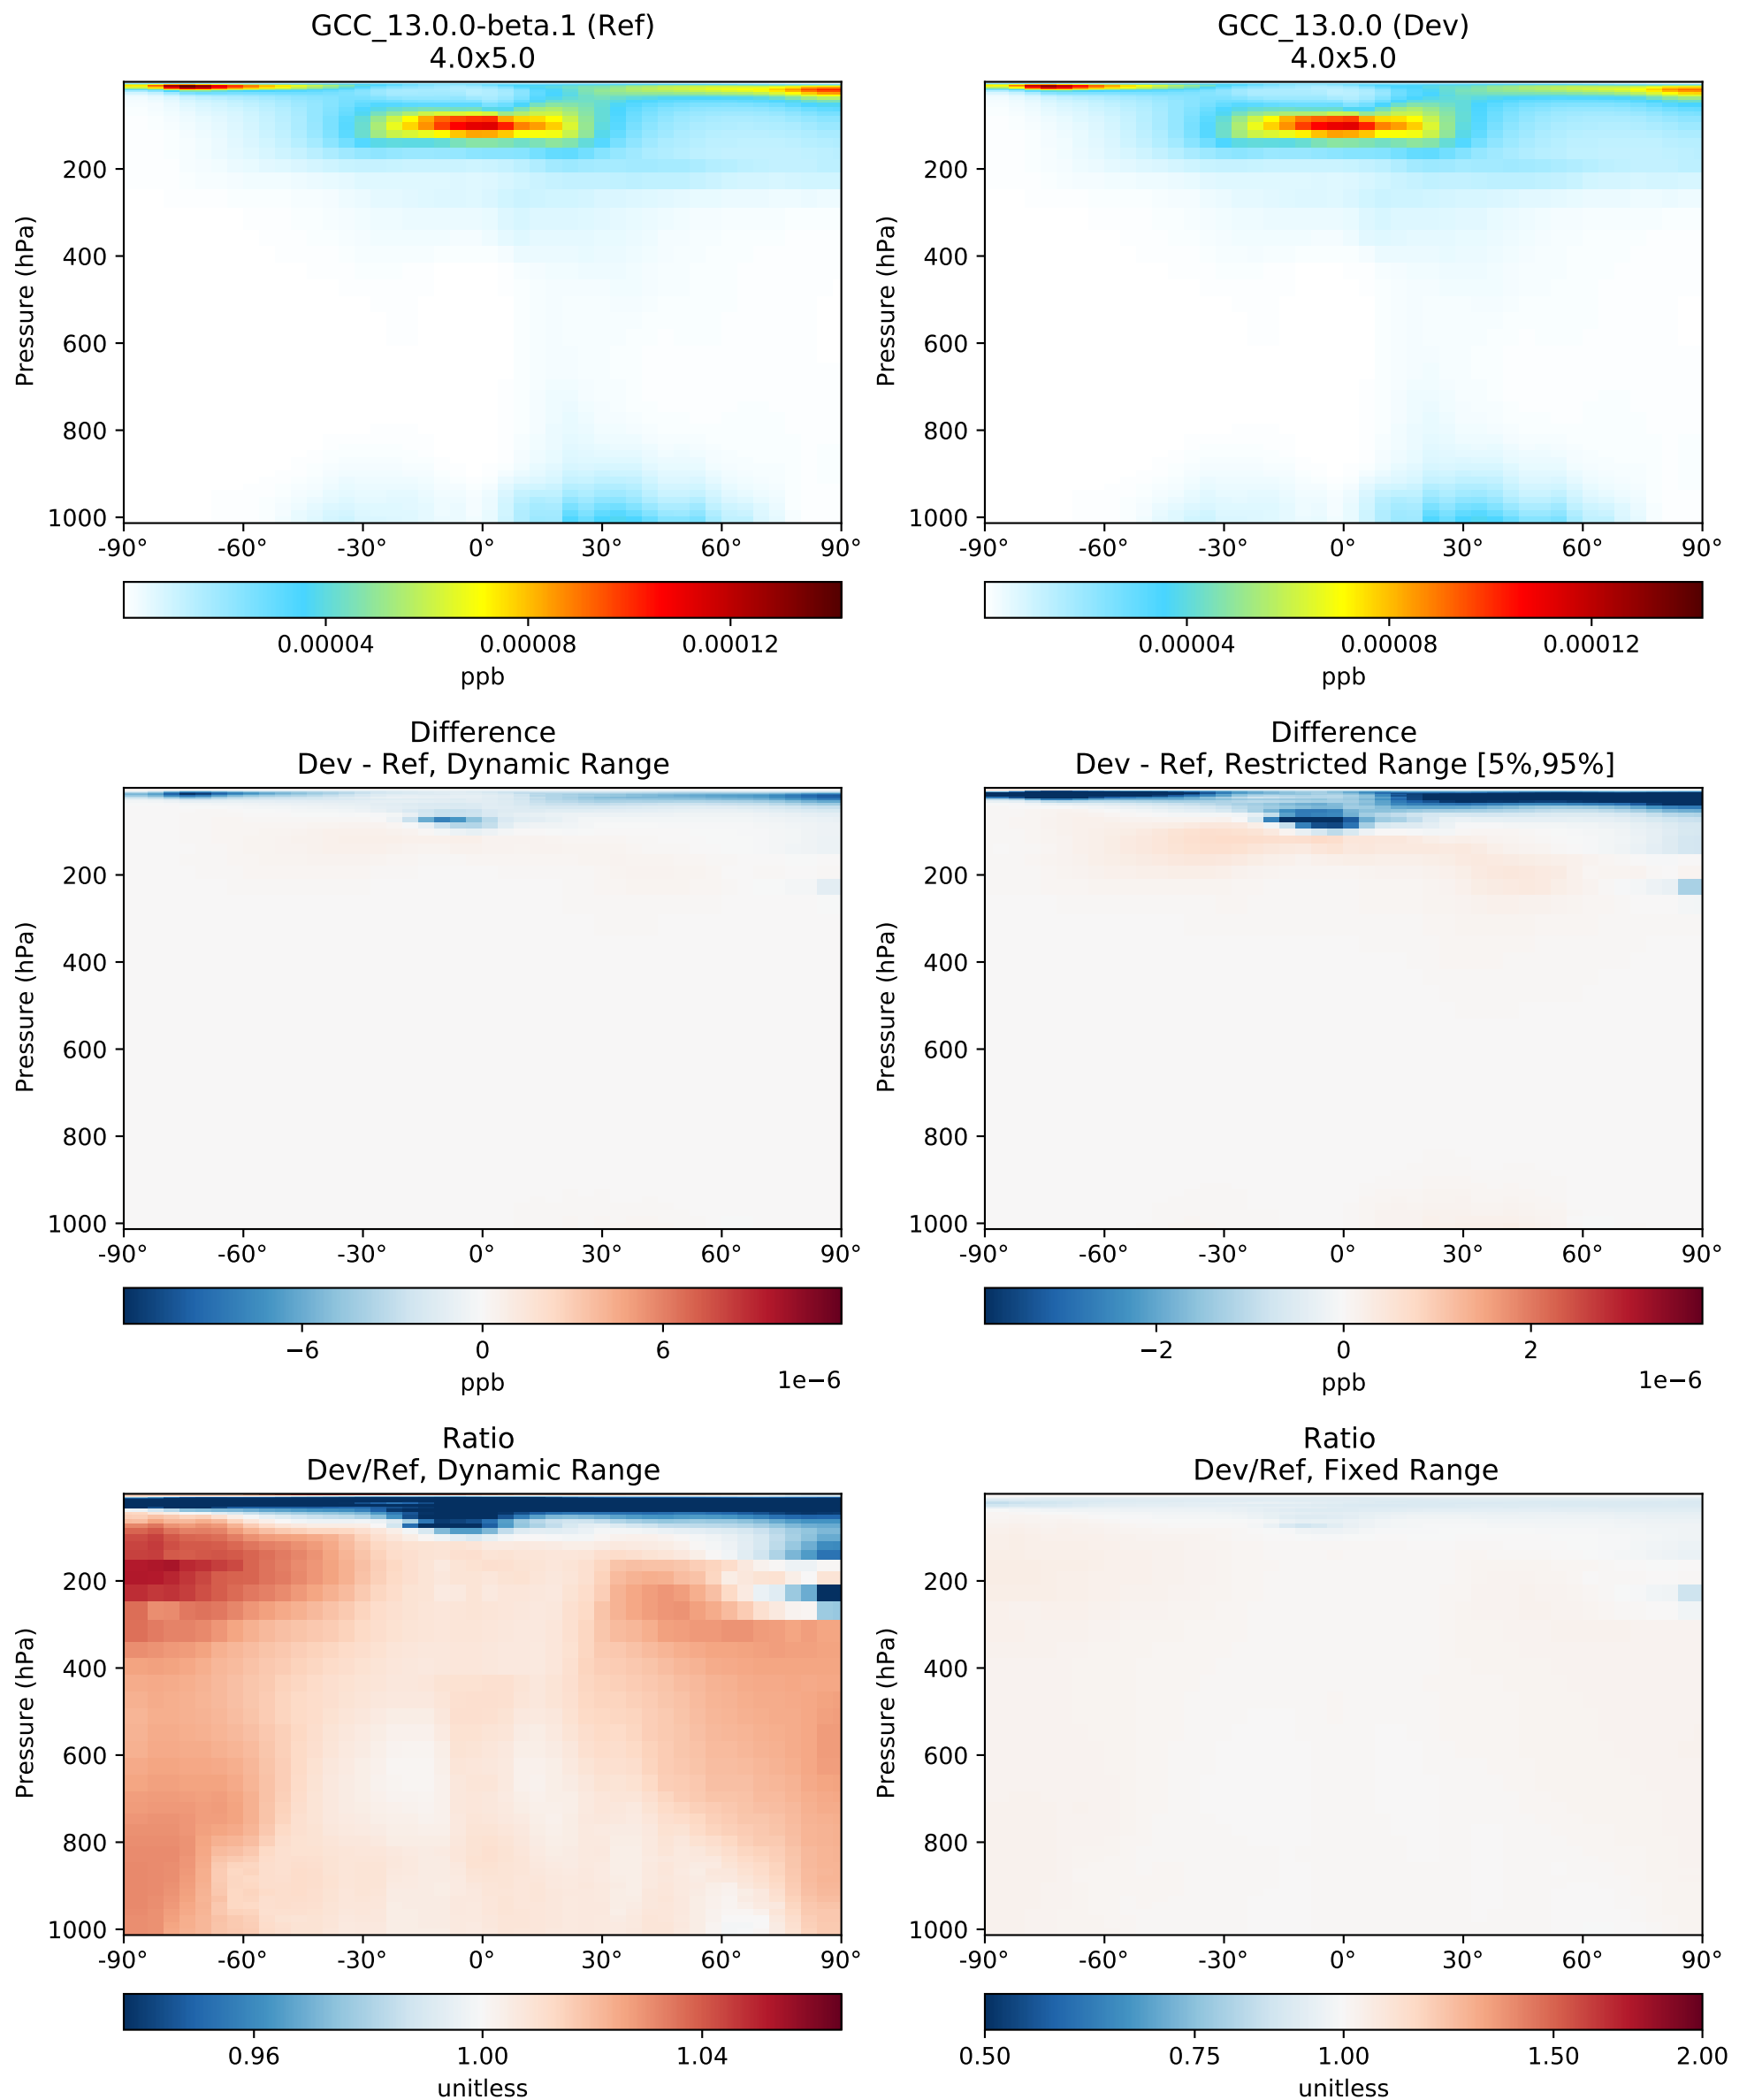 GCC_13.0.0-beta.1 (Ref)
4.0x5.0
GCC_13.0.0 (Dev)
4.0x5.0
Pressure (hPa)
200
400
600
800
1000
-90° -60° -30° 0° 30° 60° 90°
0.00004 0.00008 0.00012
ppb
Pressure (hPa)
200
400
600
800
1000
-90° -60° -30° 0° 30° 60° 90°
0.00004 0.00008 0.00012
ppb
Difference
Dev - Ref, Dynamic Range
Pressure (hPa)
200
400
600
800
1000
-90° -60° -30° 0° 30° 60° 90°
−6 0 6
1e−6
ppb
Difference
Dev - Ref, Restricted Range [5%,95%]
Pressure (hPa)
200
400
600
800
1000
-90° -60° -30° 0° 30° 60° 90°
−2 0 2
1e−6
ppb
Ratio
Dev/Ref, Dynamic Range
Pressure (hPa)
200
400
600
800
1000
-90° -60° -30° 0° 30° 60° 90°
0.96 1.00 1.04
unitless
Ratio
Dev/Ref, Fixed Range
Pressure (hPa)
200
400
600
800
1000
-90° -60° -30° 0° 30° 60° 90°
0.50 0.75 1.00 1.50 2.00
unitless